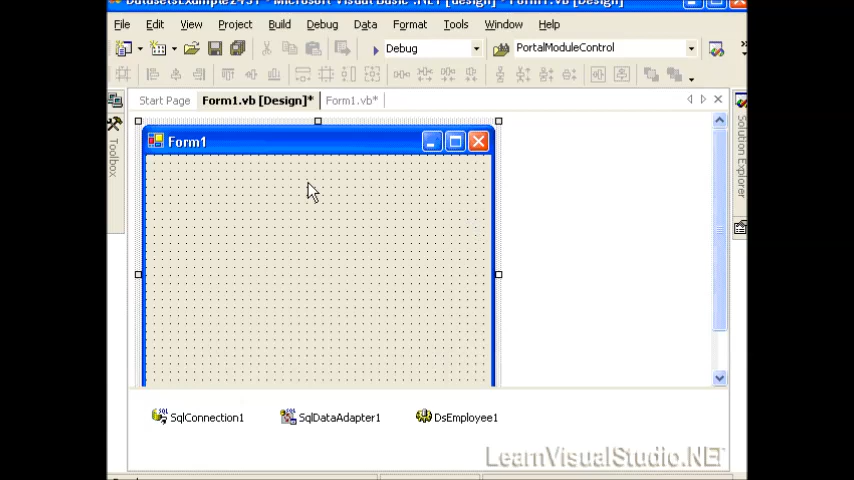 DatasetsExample2431 - Microsoft Visual Basic .NET [design] - Form1.vb [Design]*
File Edit View Project Build Debug Data Format Tools Window Help
Debug PortalModuleControl
Start Page Form1.vb [Design]* Form1.vb*
Form1
Toolbox
Solution Explorer
SqlConnection1 SqlDataAdapter1 DsEmployee1
LearnVisualStudio.NET